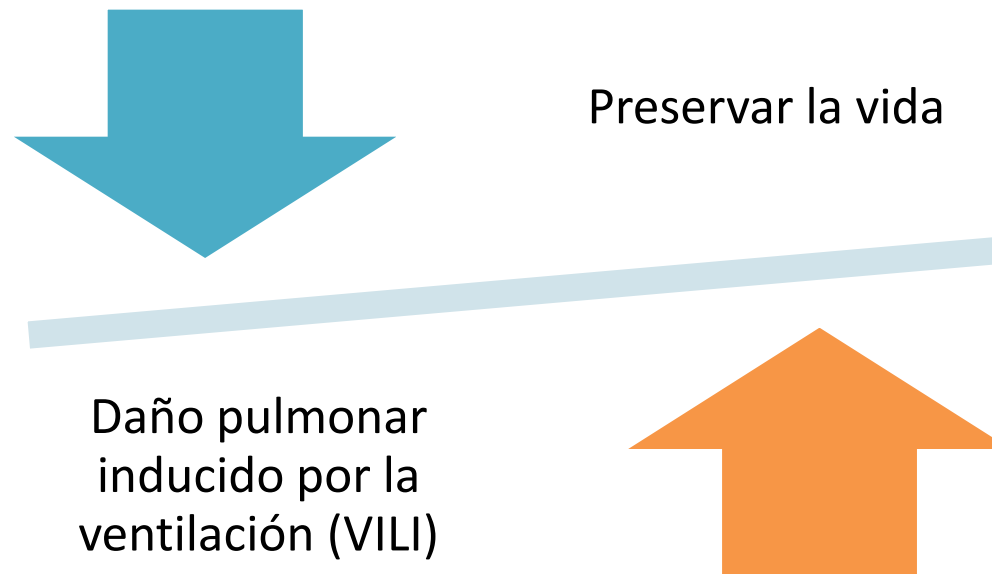 Preservar la vida
Daño pulmonar
inducido por la
ventilación (VILI)